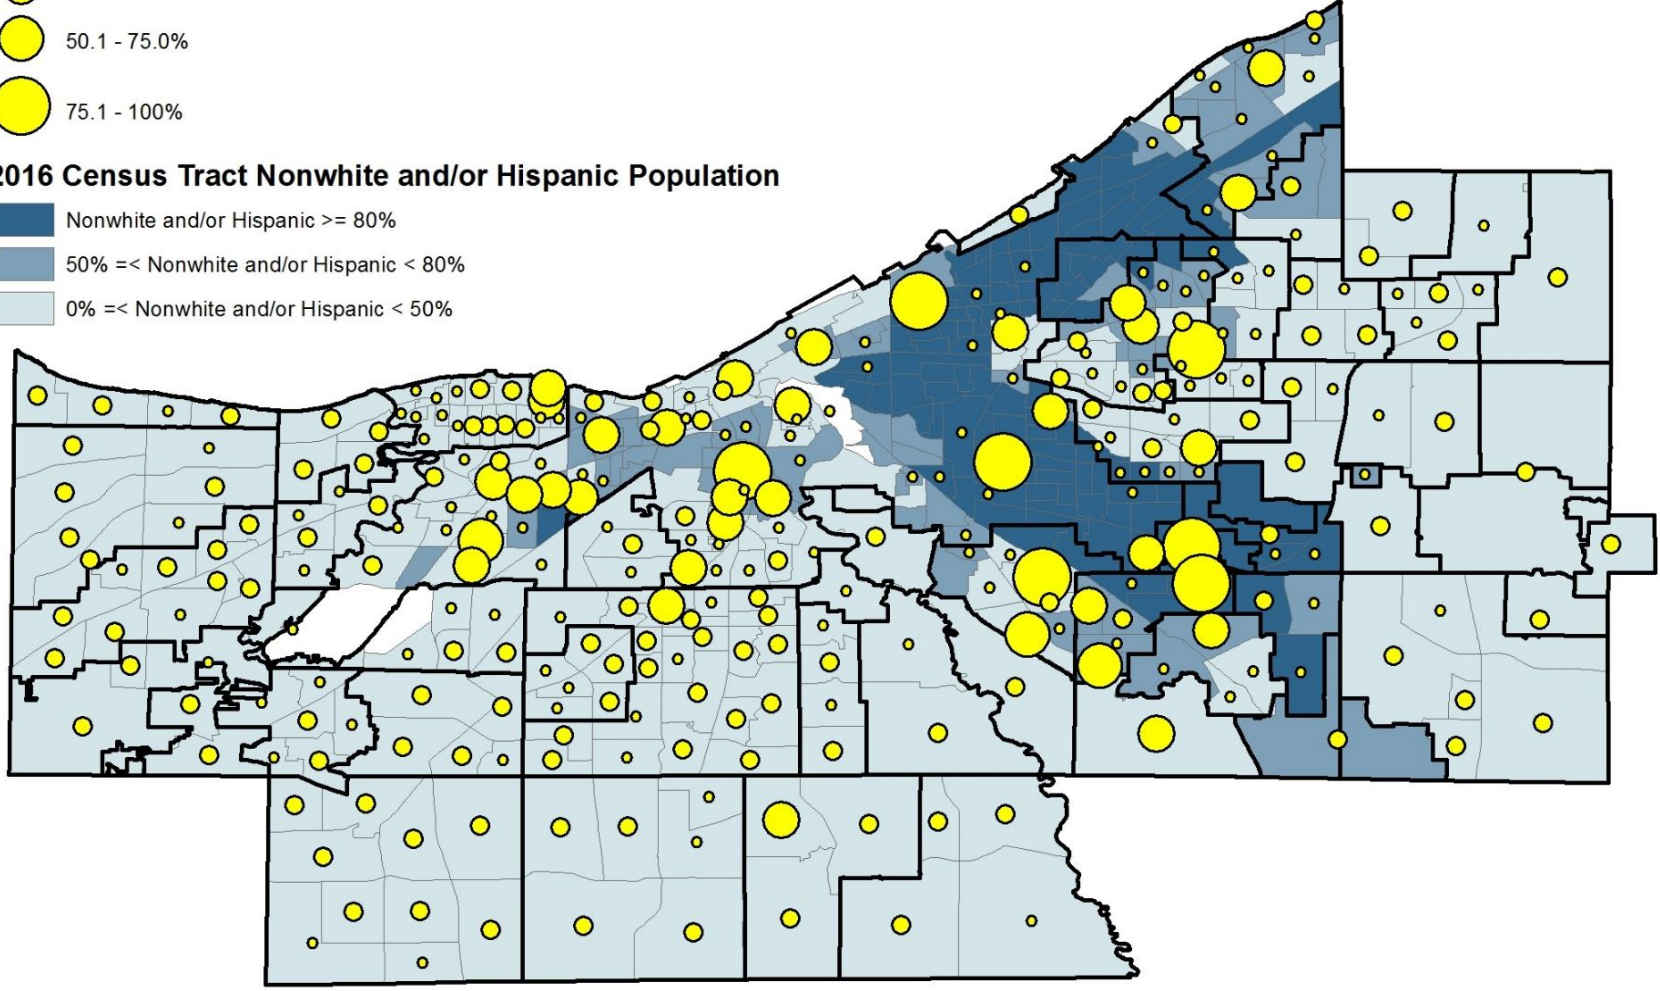 50.1 - 75.0%
75.1 - 100%
2016 Census Tract Nonwhite and/or Hispanic Population
Nonwhite and/or Hispanic >= 80%
50% =< Nonwhite and/or Hispanic < 80%
0% =< Nonwhite and/or Hispanic < 50%